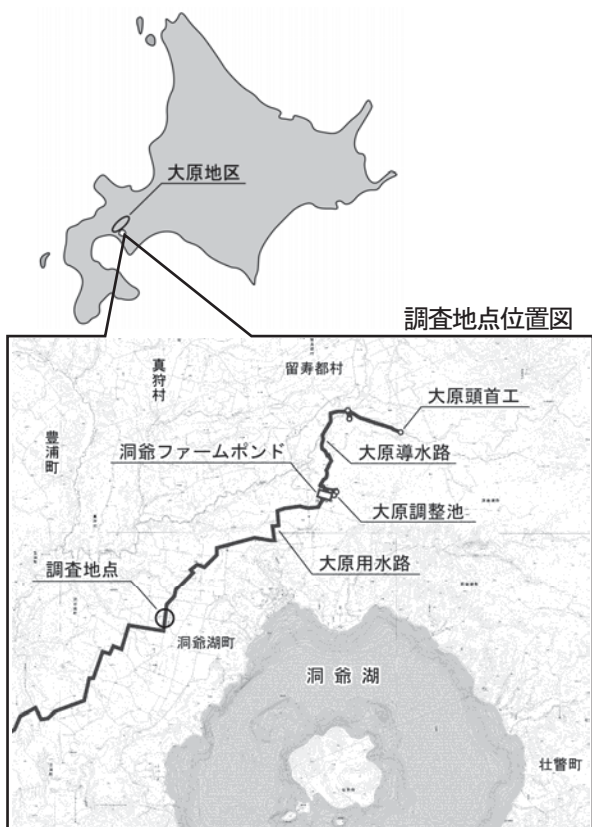 大原地区
調査地点位置図
真狩村
留寿都村
大原頭首工
豊浦町
洞爺ファームポンド
大原導水路
大原調整池
調査地点
大原用水路
洞爺湖町
洞爺湖
壮瞥町